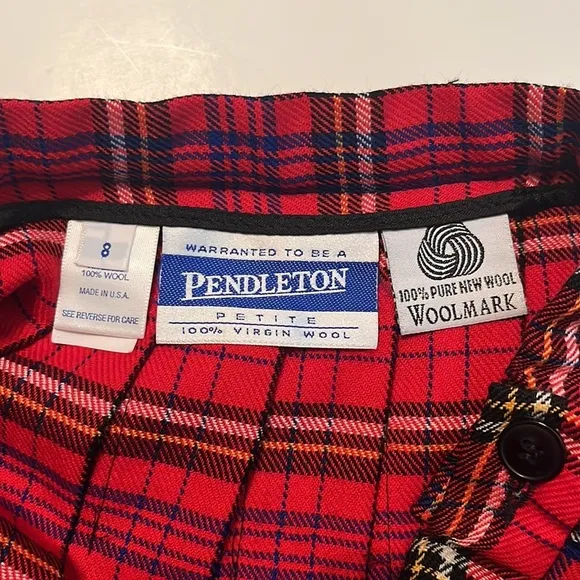 8
100% WOOL
MADE IN U.S.A.
SEE REVERSE FOR CARE
WARRANTED TO BE A
PENDLETON
PETITE
100% VIRGIN WOOL
100% PURE NEW WOOL
WOOLMARK